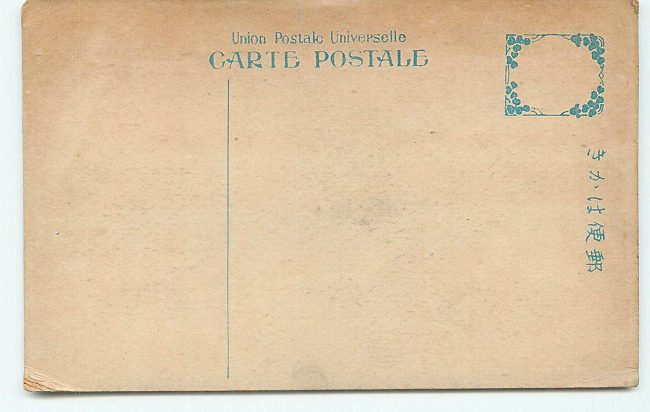 Union Postale Universelle
CARTE POSTALE
郵便はかき